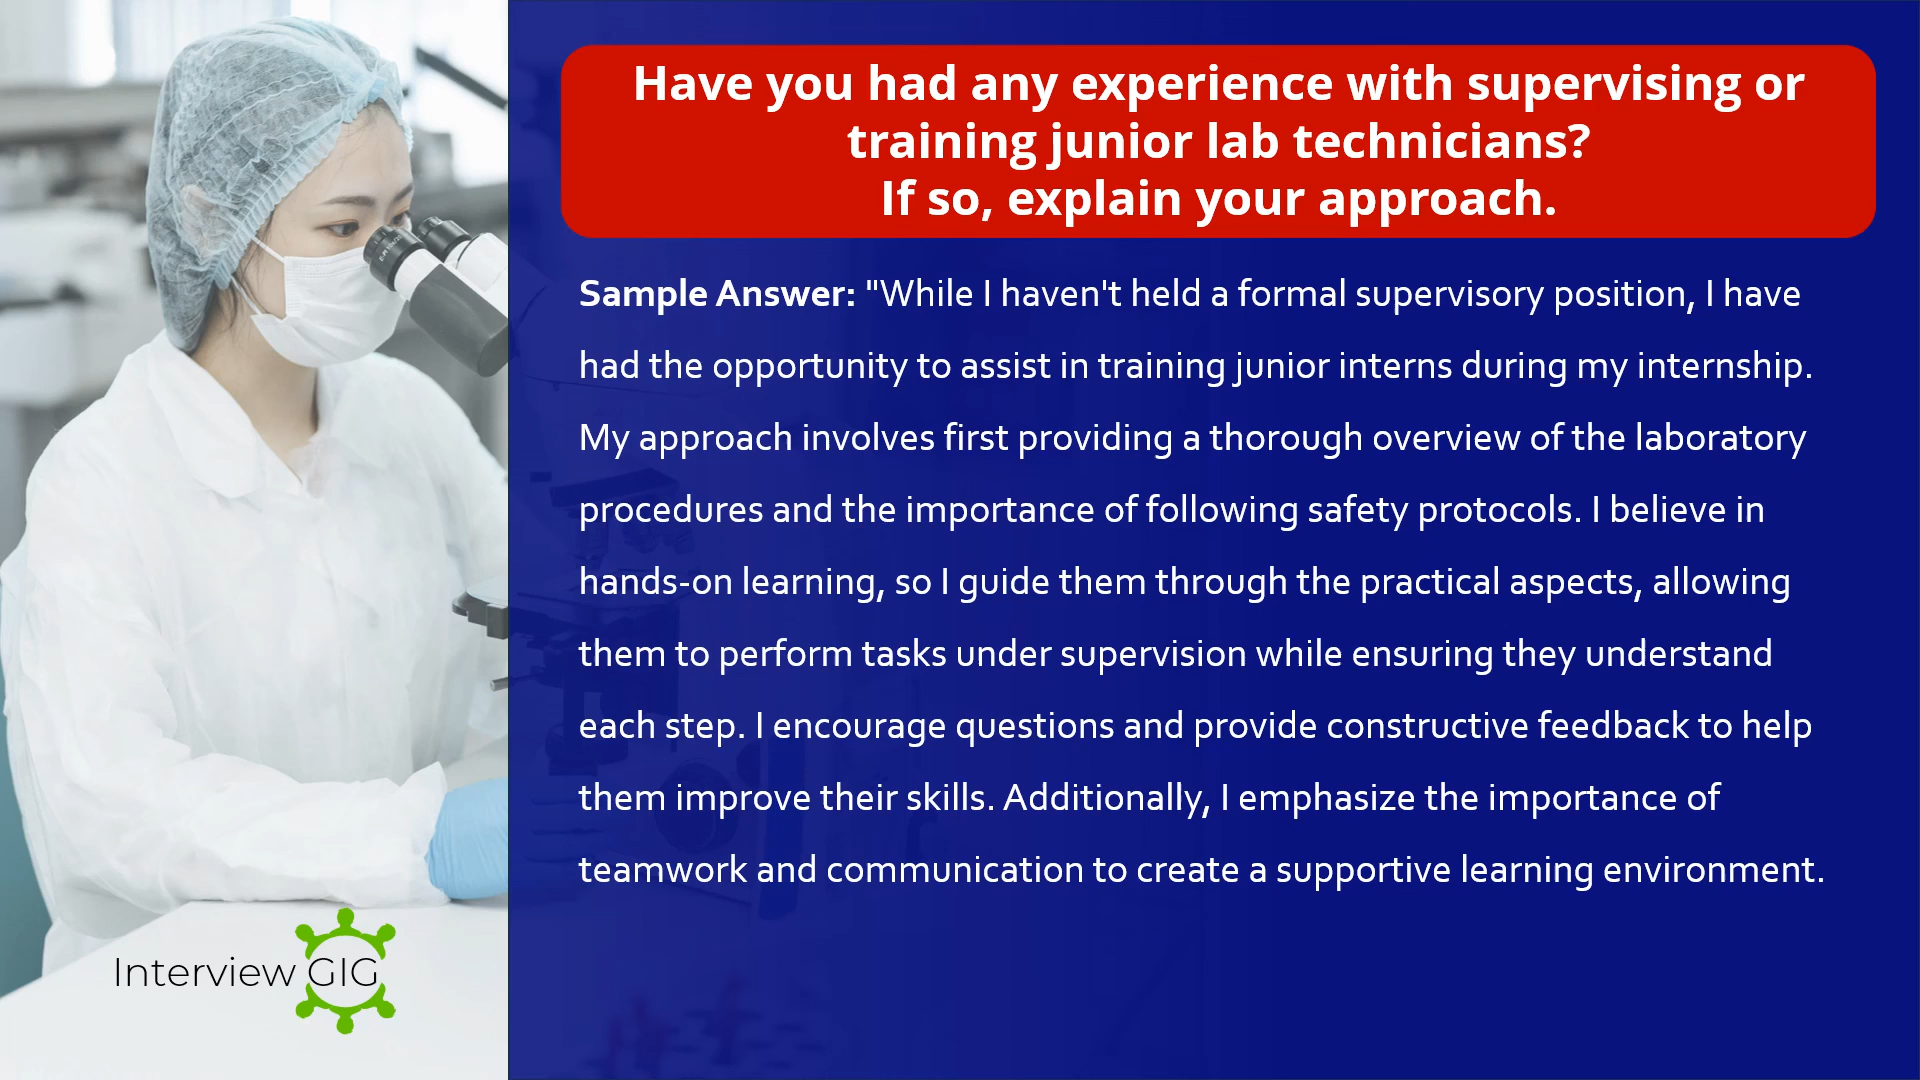 Have you had any experience with supervising or
training junior lab technicians?
If so, explain your approach.
Sample Answer: "While I haven't held a formal supervisory position, I have
had the opportunity to assist in training junior interns during my internship.
My approach involves first providing a thorough overview of the laboratory
procedures and the importance of following safety protocols. I believe in
hands-on learning, so I guide them through the practical aspects, allowing
them to perform tasks under supervision while ensuring they understand
each step. I encourage questions and provide constructive feedback to help
them improve their skills. Additionally, I emphasize the importance of
teamwork and communication to create a supportive learning environment.
Interview GIG